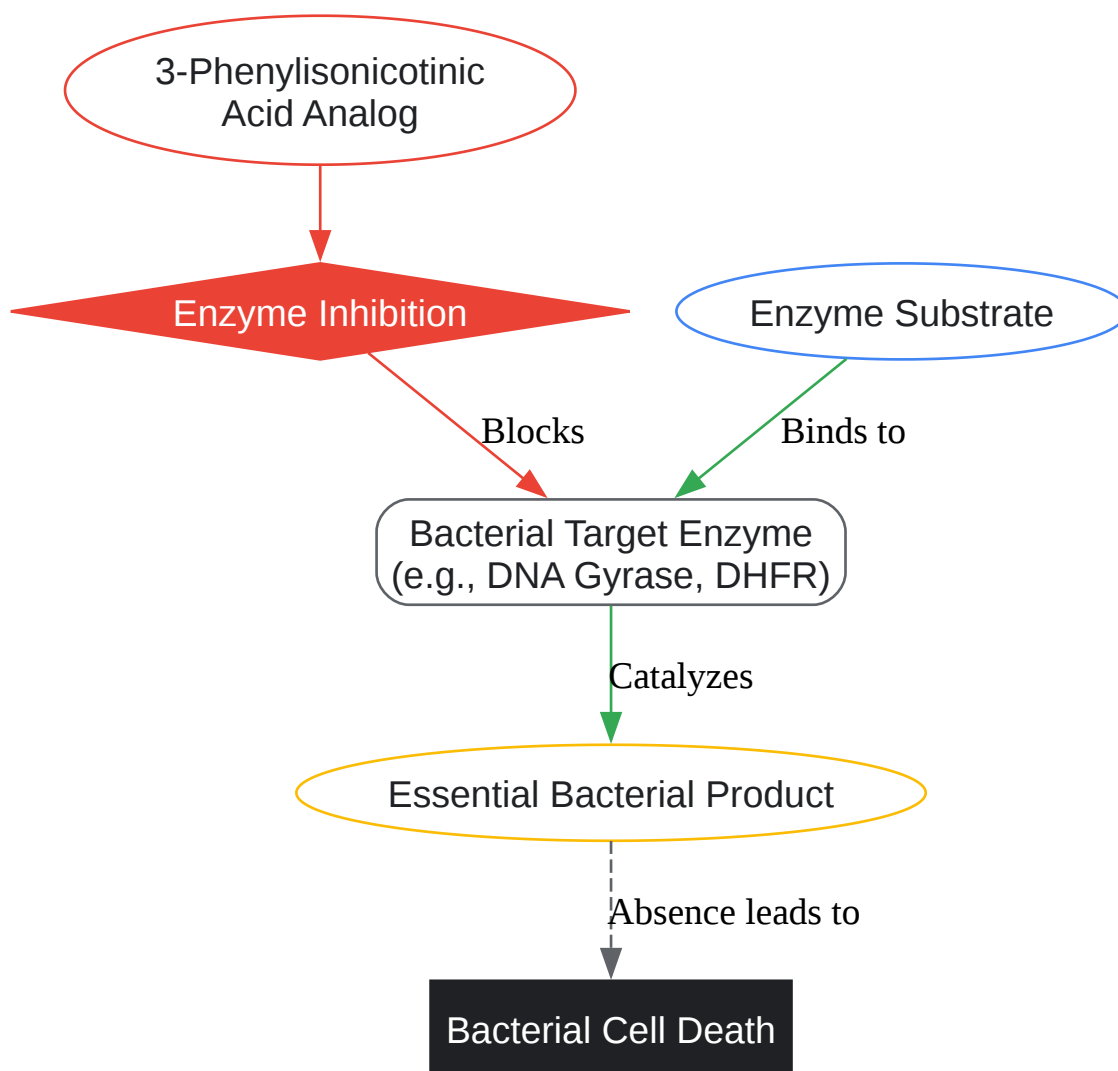 3-Phenylisonicotinic
Acid Analog
Enzyme Inhibition
Enzyme Substrate
Blocks
Binds to
Bacterial Target Enzyme
(e.g., DNA Gyrase, DHFR)
Catalyzes
Essential Bacterial Product
Absence leads to
Bacterial Cell Death